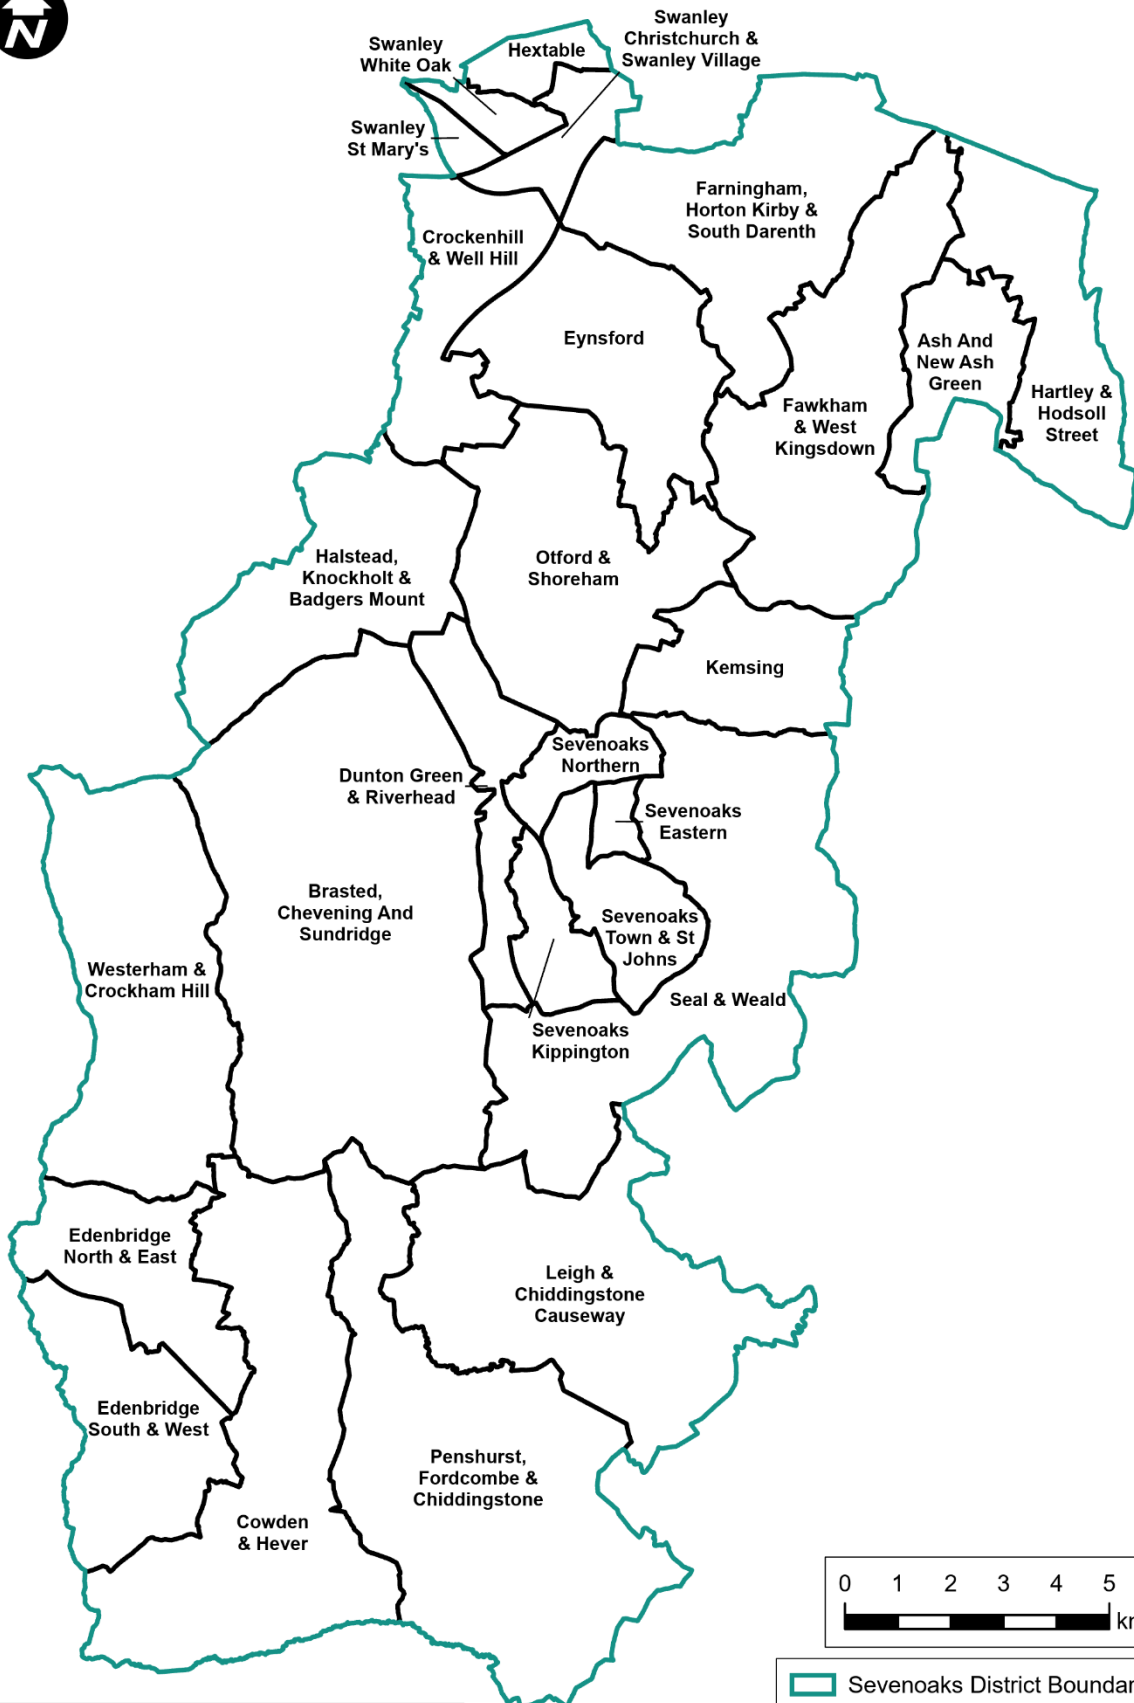 N
Swanley
White Oak
Hextable
Swanley
Christchurch &
Swanley Village
Swanley
St Mary's
Farningham,
Horton Kirby &
South Darenth
Crockenhill
& Well Hill
Eynsford
Ash And
New Ash
Green
Hartley &
Hodsoll
Street
Fawkham
& West
Kingsdown
Halstead,
Knockholt &
Badgers Mount
Otford &
Shoreham
Kemsing
Sevenoaks
Northern
Dunton Green
& Riverhead
Sevenoaks
Eastern
Brasted,
Chevening And
Sundridge
Sevenoaks
Town & St
Johns
Westerham &
Crockham Hill
Seal & Weald
Sevenoaks
Kippington
Edenbridge
North & East
Leigh &
Chiddingstone
Causeway
Edenbridge
South & West
Penshurst,
Fordcombe &
Chiddingstone
Cowden
& Hever
0 1 2 3 4 5
km
Sevenoaks District Boundar